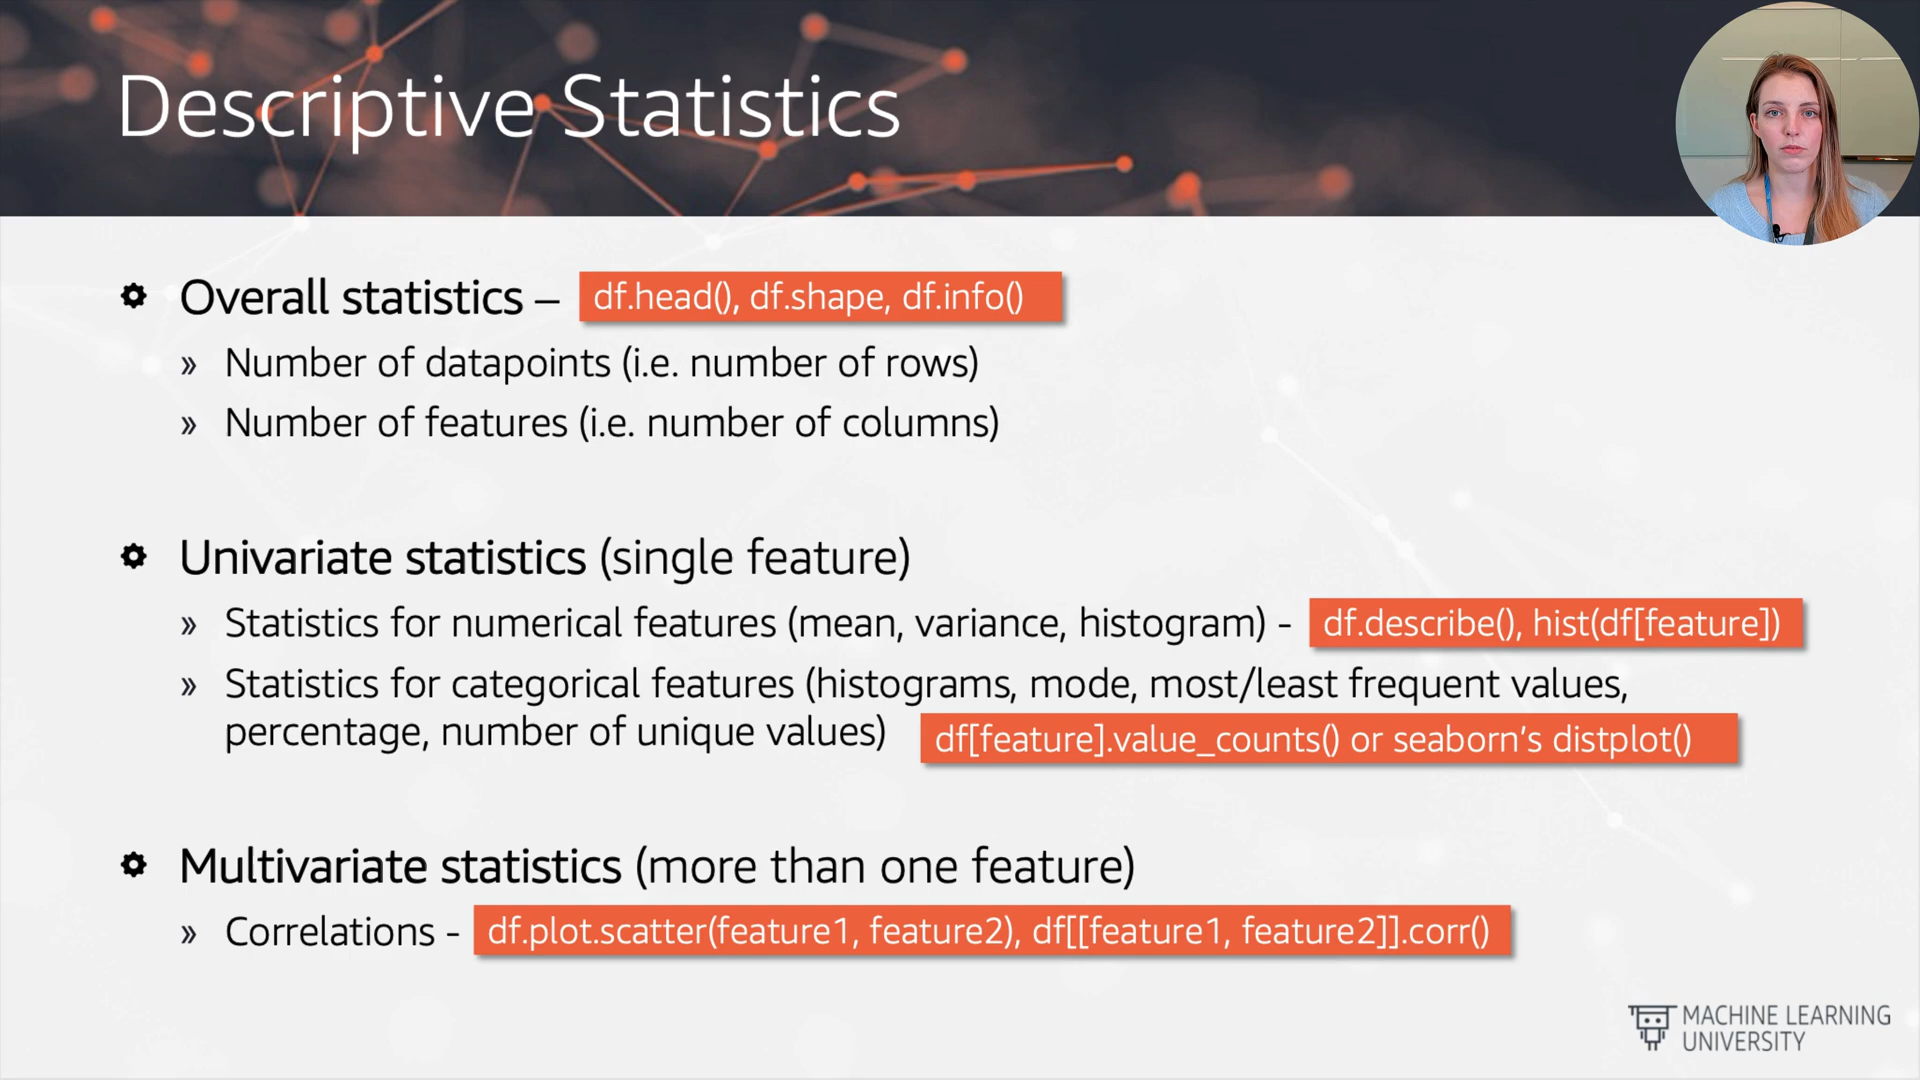 Descriptive Statistics
Overall statistics – df.head(), df.shape, df.info()
» Number of datapoints (i.e. number of rows)
» Number of features (i.e. number of columns)
Univariate statistics (single feature)
» Statistics for numerical features (mean, variance, histogram) - df.describe(), hist(df[feature])
» Statistics for categorical features (histograms, mode, most/least frequent values,
percentage, number of unique values) df[feature].value_counts() or seaborn's distplot()
Multivariate statistics (more than one feature)
» Correlations - df.plot.scatter(feature1, feature2), df[[feature1, feature2]].corr()
MACHINE LEARNING
UNIVERSITY